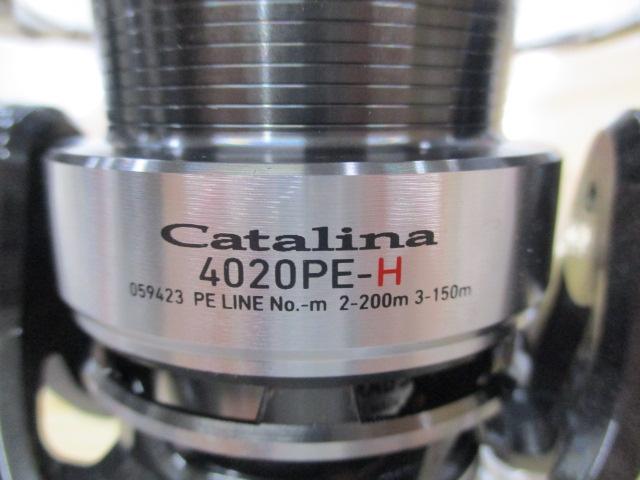 Catalina
4020PE-H
059423 PE LINE No.-m 2-200m 3-150m